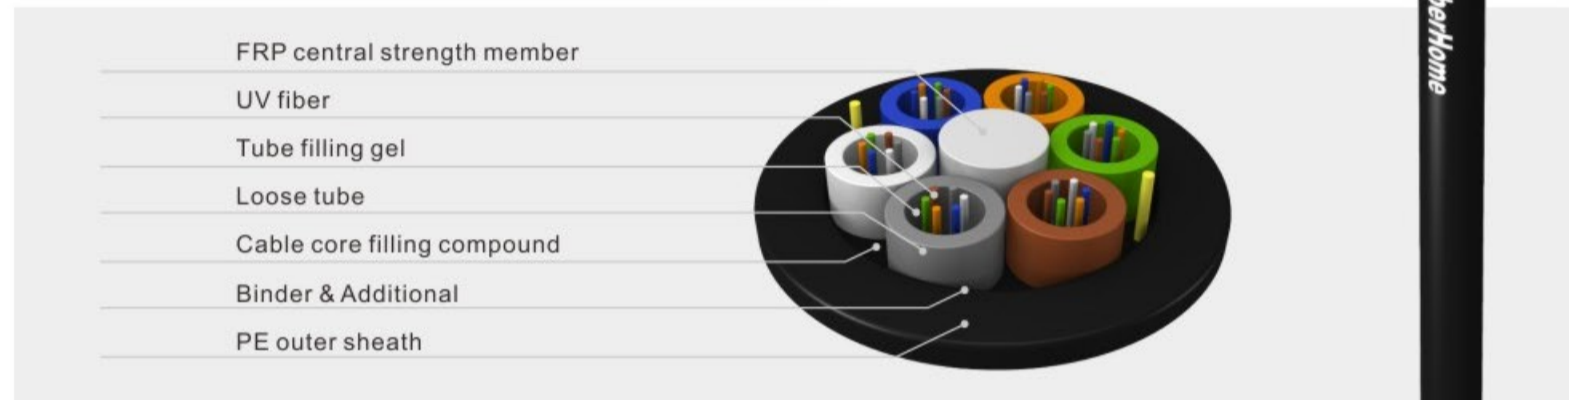 FRP central strength member
UV fiber
Tube filling gel
Loose tube
Cable core filling compound
Binder & Additional
PE outer sheath
berHome